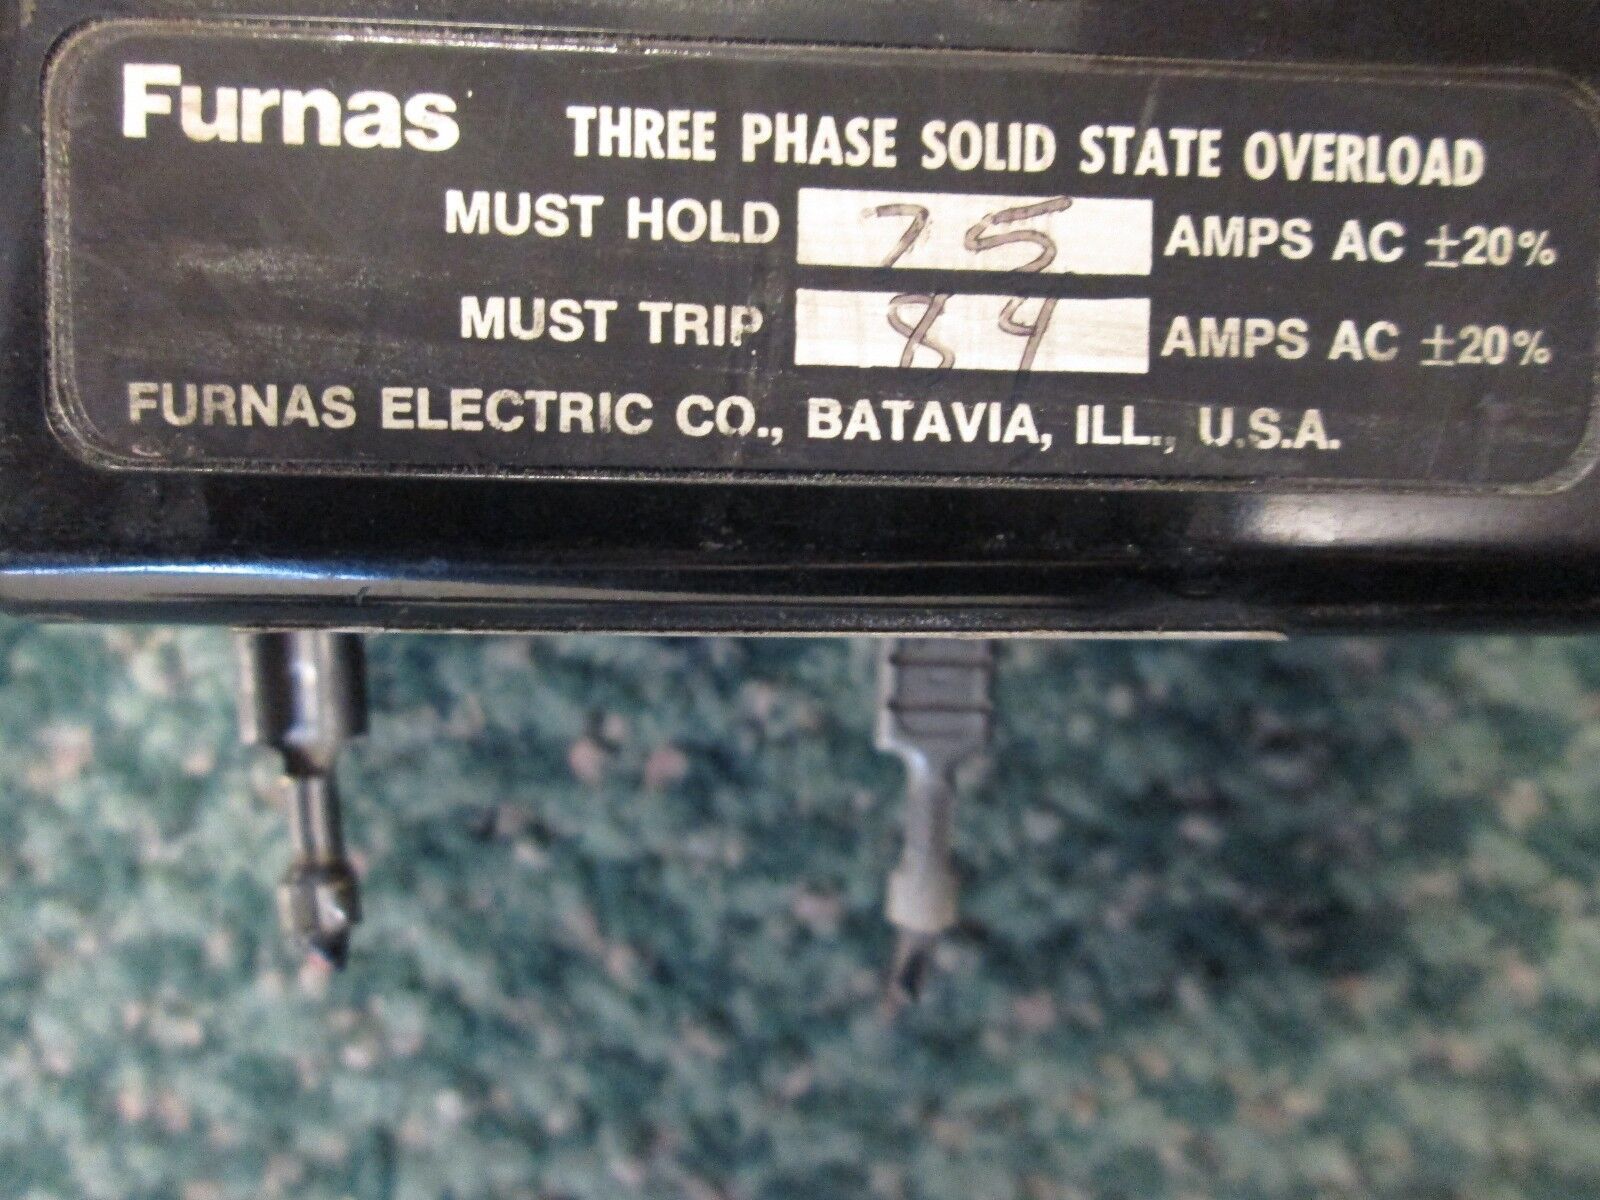 Furnas THREE PHASE SOLID STATE OVERLOAD
MUST HOLD 75 AMPS AC ±20%
MUST TRIP 84 AMPS AC ±20%
FURNAS ELECTRIC CO., BATAVIA, ILL., U.S.A.